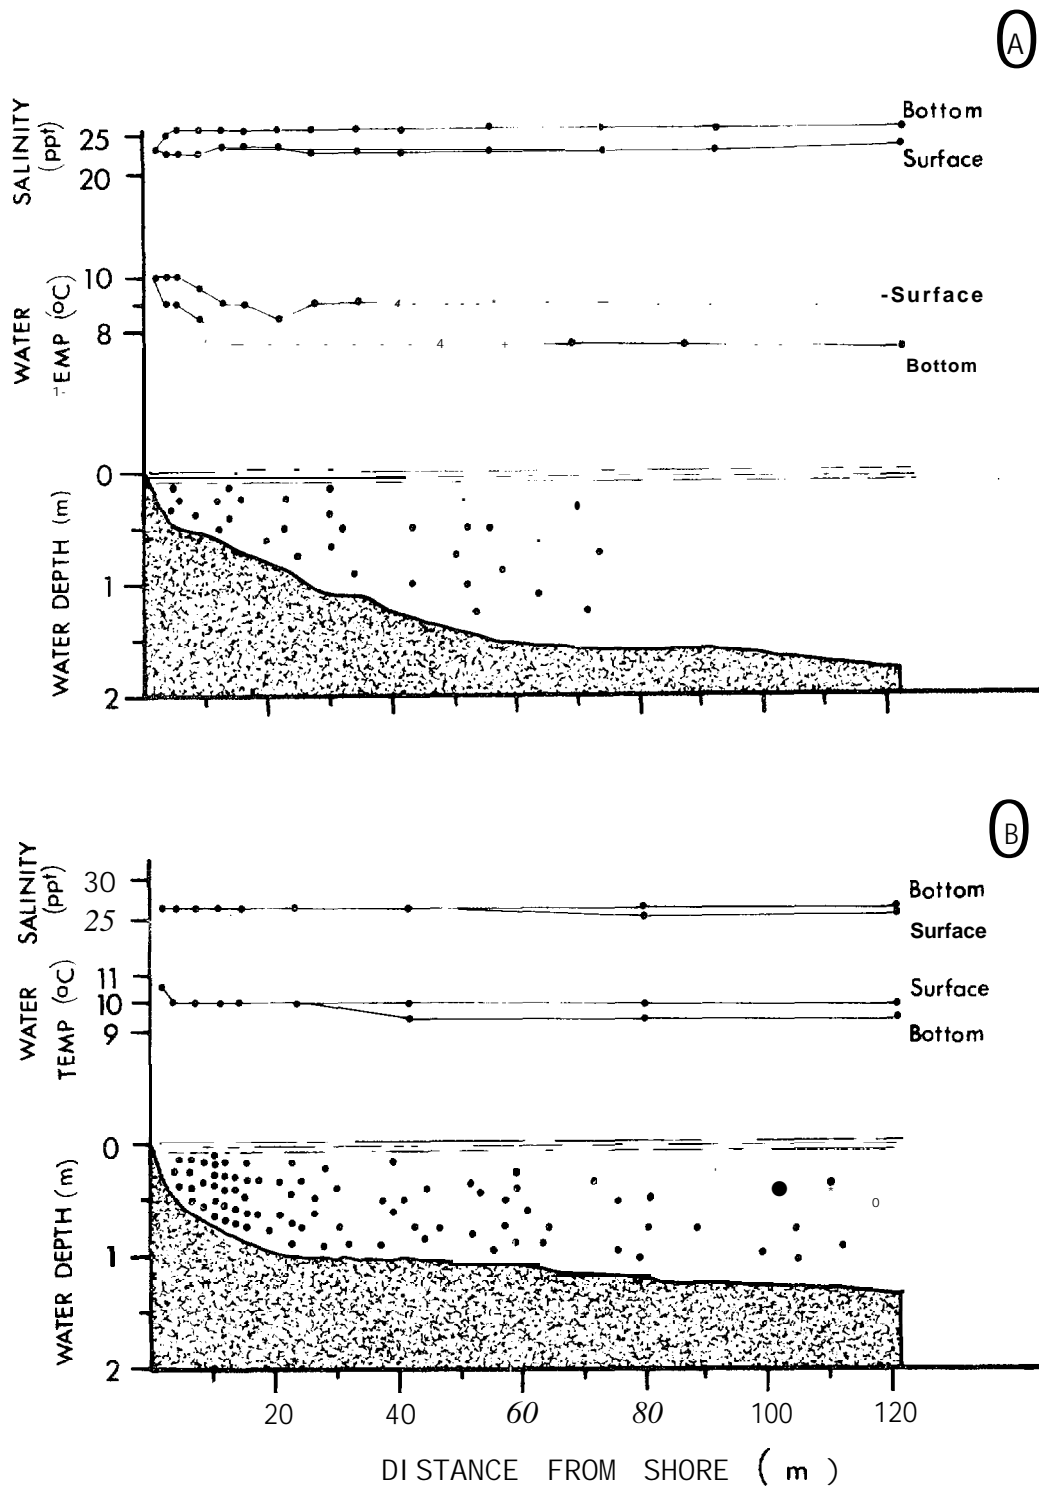 A
SALINITY
(ppt)
25
20
Bottom
Surface
WATER
EMP (ºC)
10
8
-Surface
Bottom
WATER DEPTH (m)
0
1
2
B
SALINITY
(ppt)
30
25
Bottom
Surface
WATER
TEMP (ºC)
11
10
9
Surface
Bottom
WATER DEPTH (m)
0
1
2
20 40 60 80 100 120
DISTANCE FROM SHORE (m)